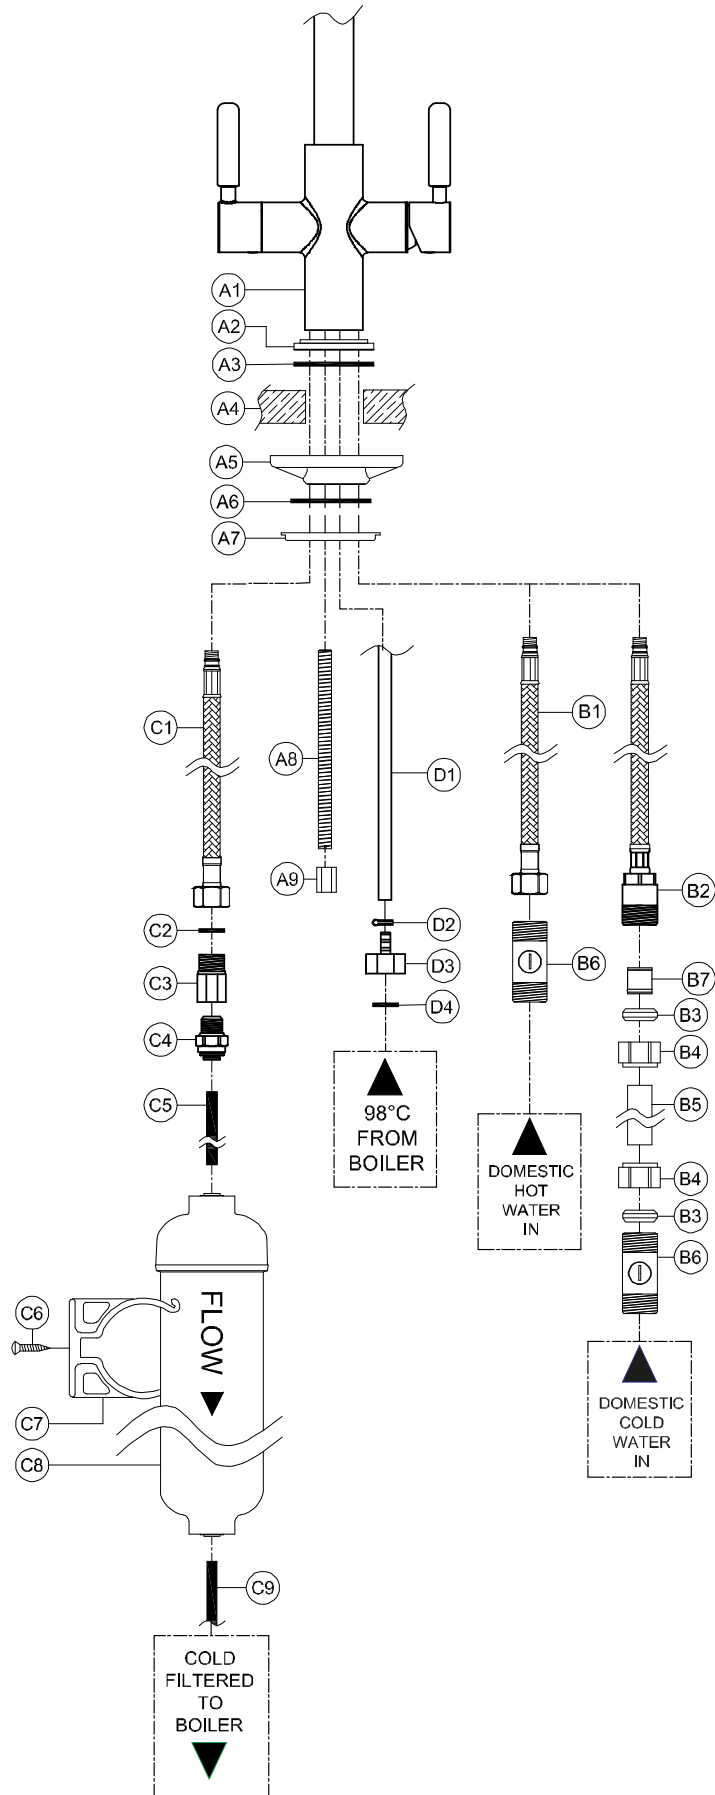 A1
A2
A3
A4
A5
A6
A7
C1
B1
A8
D1
A9
B2
C2
D2
C3
D3
B6
B7
C4
D4
B3
B4
C5
98°C
FROM
BOILER
B5
DOMESTIC
HOT
WATER
IN
B4
B3
B6
FLOW
C6
C7
C8
DOMESTIC
COLD
WATER
IN
C9
COLD
FILTERED
TO
BOILER